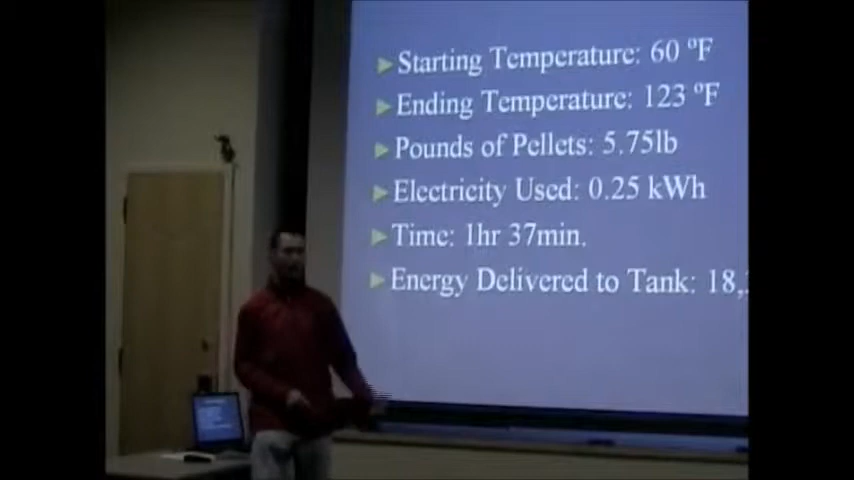 Starting Temperature: 60 ºF
Ending Temperature: 123 ºF
Pounds of Pellets: 5.75lb
Electricity Used: 0.25 kWh
Time: 1hr 37min.
Energy Delivered to Tank: 18,